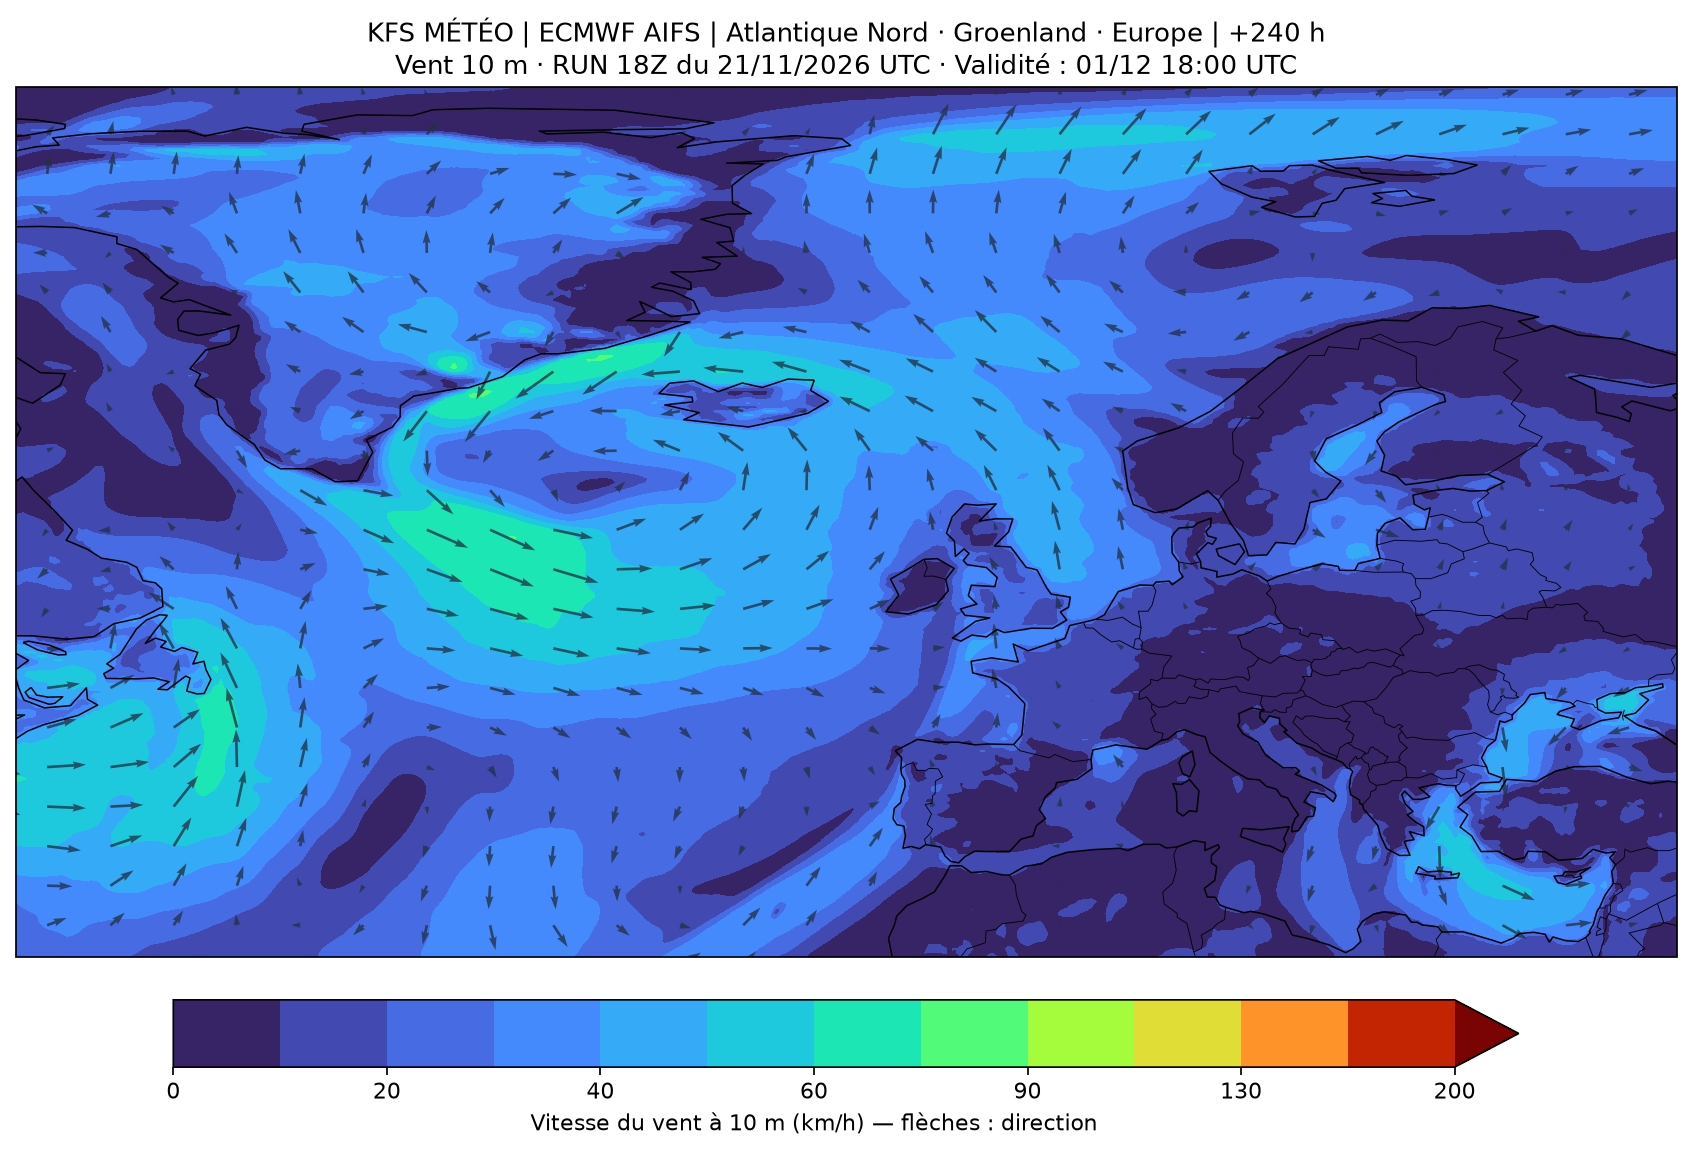 KFS MÉTÉO | ECMWF AIFS | Atlantique Nord · Groenland · Europe | +240 h
Vent 10 m · RUN 18Z du 21/11/2026 UTC · Validité : 01/12 18:00 UTC
0 20 40 60 90 130 200
Vitesse du vent à 10 m (km/h) — flèches : direction